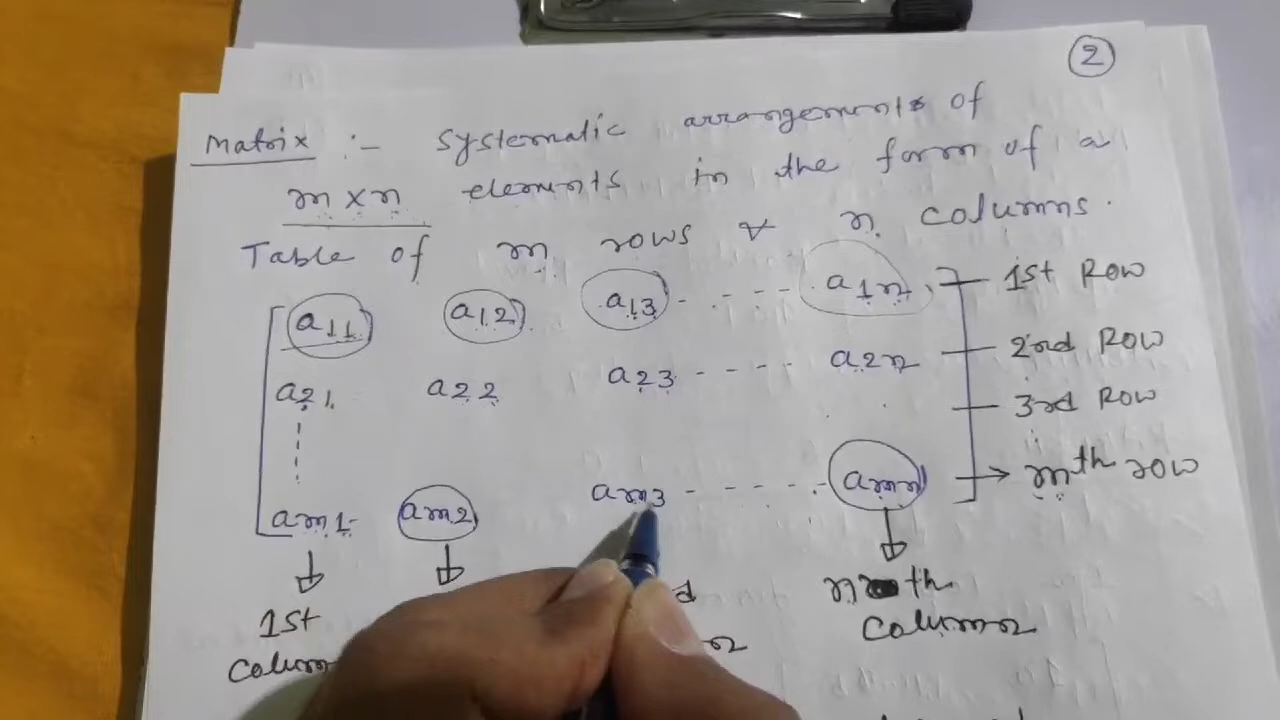 2
Matrix :- Systematic arrangements of
m x n elements in the form of a
Table of m rows & n columns.
a11 a12 a13 - - - - - a1n - 1st Row
a21 a22 a23 - - - - a2n - 2nd Row
- 3rd Row
am1 am2 am3 - - - - - amn → mth row
1st nth
column column